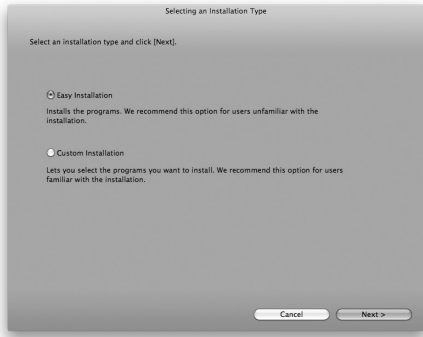 Selecting an Installation Type
Select an installation type and click [Next].
Easy Installation
Installs the programs. We recommend this option for users unfamiliar with the
installation.
Custom Installation
Lets you select the programs you want to install. We recommend this option for users
familiar with the installation.
Cancel
Next >